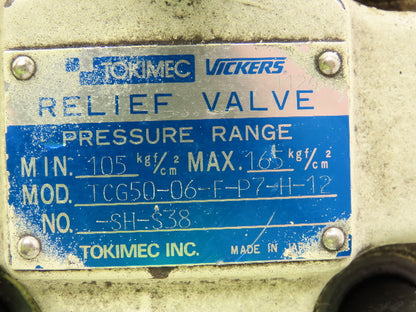 TOKIMEC VICKERS
RELIEF VALVE
PRESSURE RANGE
MIN. 105 kgf/cm² MAX. 165 kgf/cm²
MOD. TCG50-06-F-P7-H-12
NO. -SH-S38
TOKIMEC INC. MADE IN JAPAN